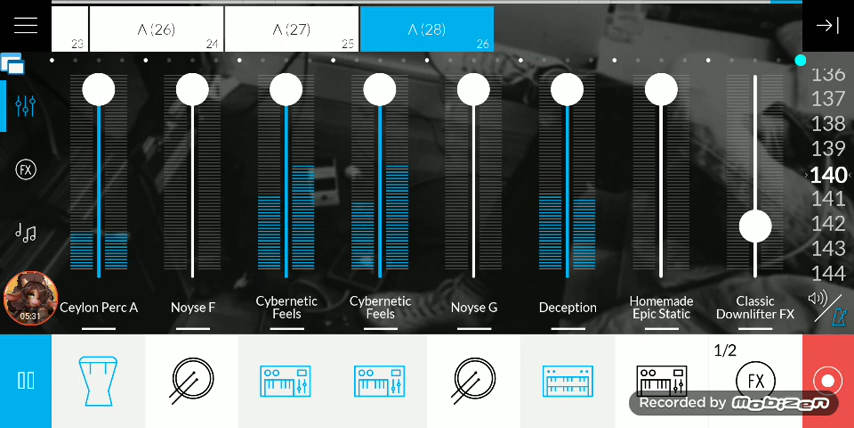 Λ (26)
Λ (27)
Λ (28)
23
24
25
26
136
137
138
139
140
141
142
143
144
FX
05:31
Ceylon Perc A
Noyse F
Cybernetic
Feels
Cybernetic
Feels
Noyse G
Deception
Homemade
Epic Static
Classic
Downlifter FX
1/2
FX
Recorded by mobizen